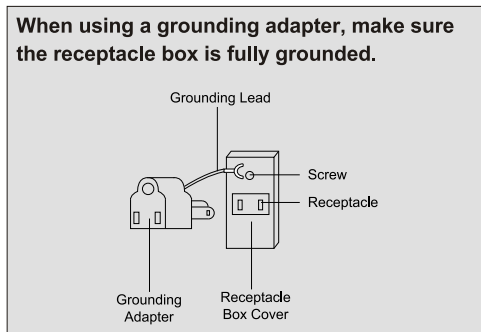 When using a grounding adapter, make sure
the receptacle box is fully grounded.
Grounding Lead
Screw
Receptacle
Grounding
Adapter
Receptacle
Box Cover